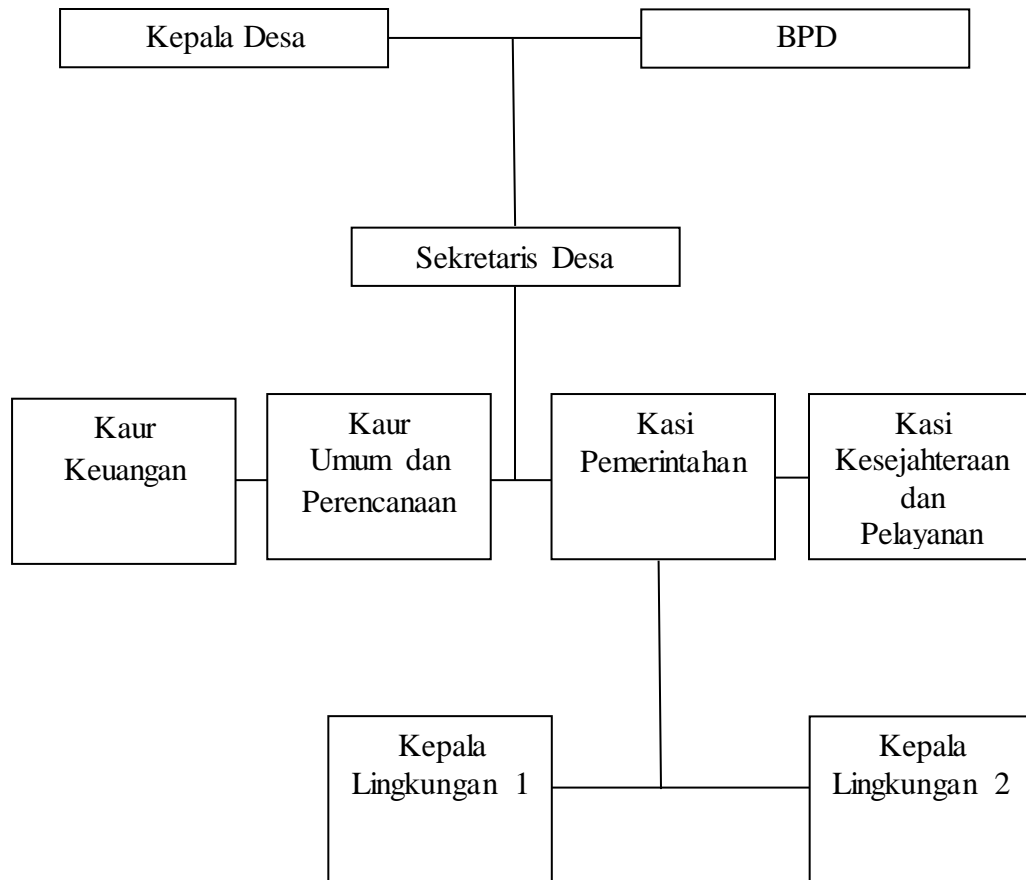 Kepala Desa
BPD
Sekretaris Desa
Kaur
Keuangan
Kaur
Umum dan
Perencanaan
Kasi
Pemerintahan
Kasi
Kesejahteraan
dan
Pelayanan
Kepala
Lingkungan 1
Kepala
Lingkungan 2